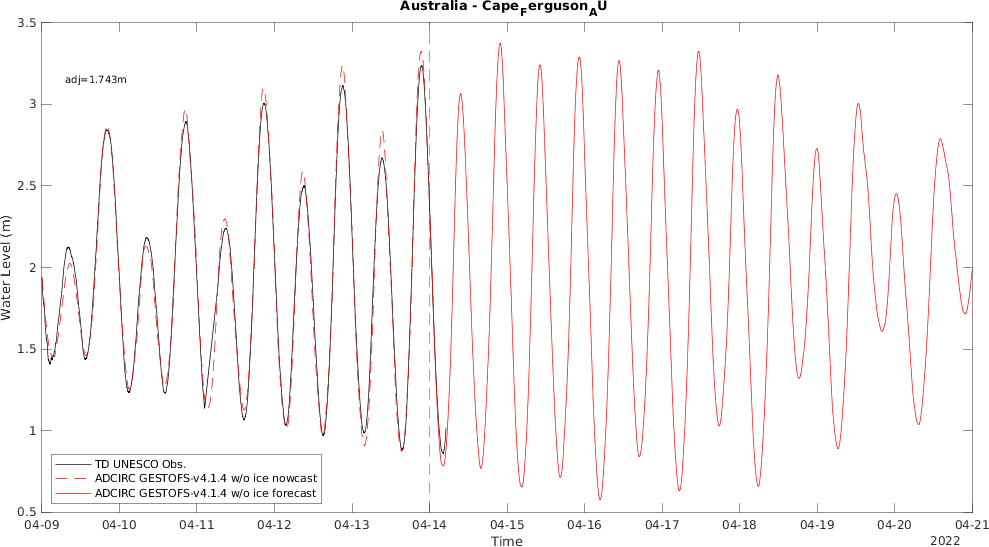 Australia - Cape_Ferguson_AU
3.5
3
2.5
2
1.5
1
0.5
Water Level (m)
adj=1.743m
TD UNESCO Obs.
ADCIRC GESTOFS-v4.1.4 w/o ice nowcast
ADCIRC GESTOFS-v4.1.4 w/o ice forecast
04-09 04-10 04-11 04-12 04-13 04-14 04-15 04-16 04-17 04-18 04-19 04-20 04-21
Time
2022